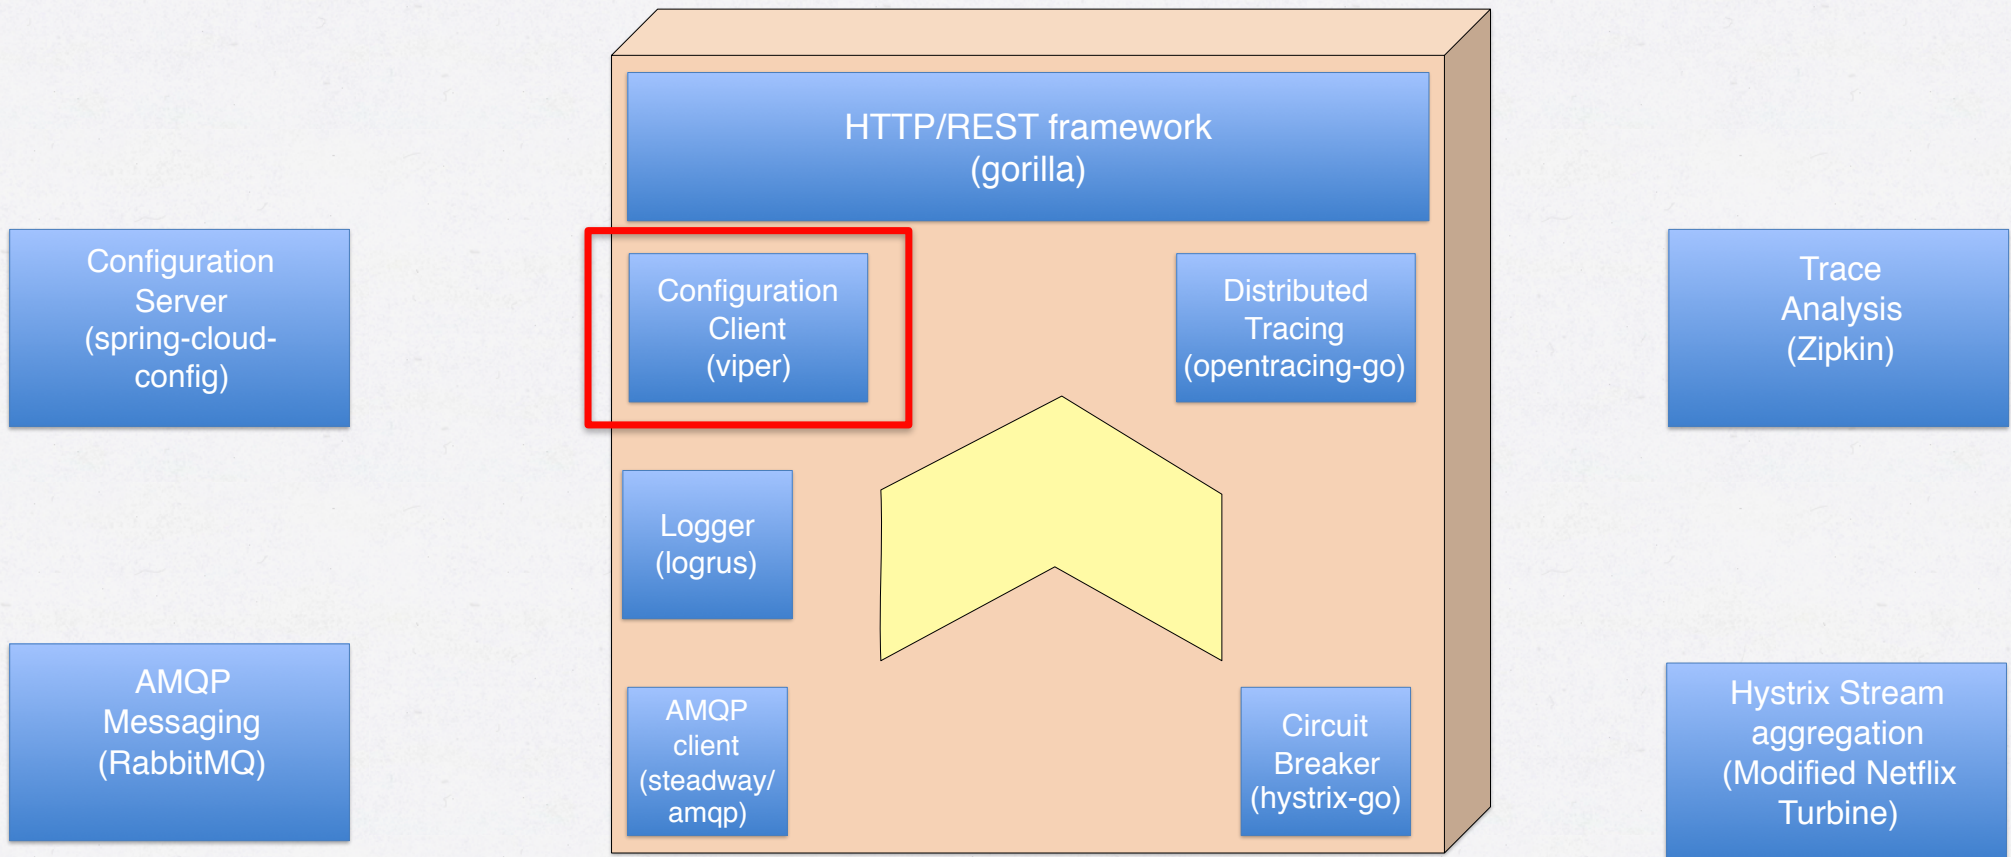 HTTP/REST framework
(gorilla)
Configuration
Server
(spring-cloud-
config)
Configuration
Client
(viper)
Distributed
Tracing
(opentracing-go)
Trace
Analysis
(Zipkin)
Logger
(logrus)
AMQP
Messaging
(RabbitMQ)
AMQP
client
(steadway/
amqp)
Circuit
Breaker
(hystrix-go)
Hystrix Stream
aggregation
(Modified Netflix
Turbine)